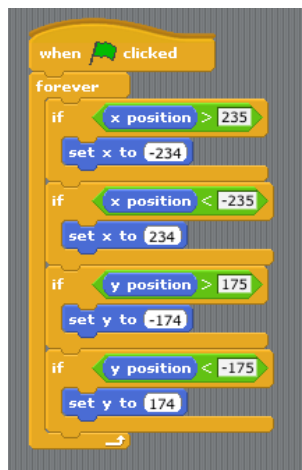 when clicked
forever
if x position > 235
set x to -234
if x position < -235
set x to 234
if y position > 175
set y to -174
if y position < -175
set y to 174